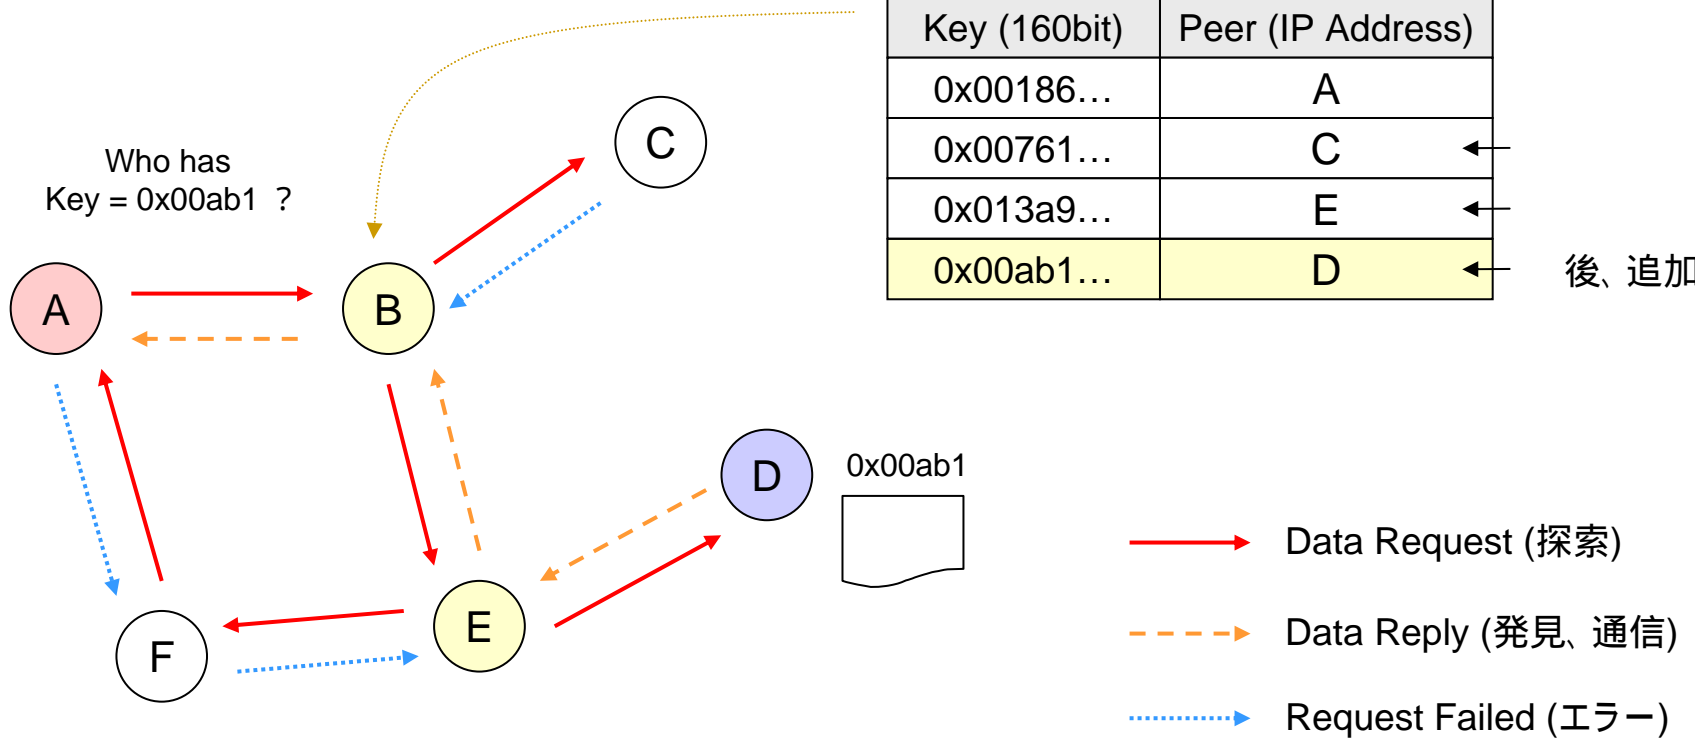 Key (160bit) Peer (IP Address)
0x00186… A
0x00761… C
0x013a9… E
0x00ab1… D
後、追加
Who has
Key = 0x00ab1 ？
C
A
B
D
0x00ab1
E
F
Data Request (探索)
Data Reply (発見、通信)
Request Failed (エラー)